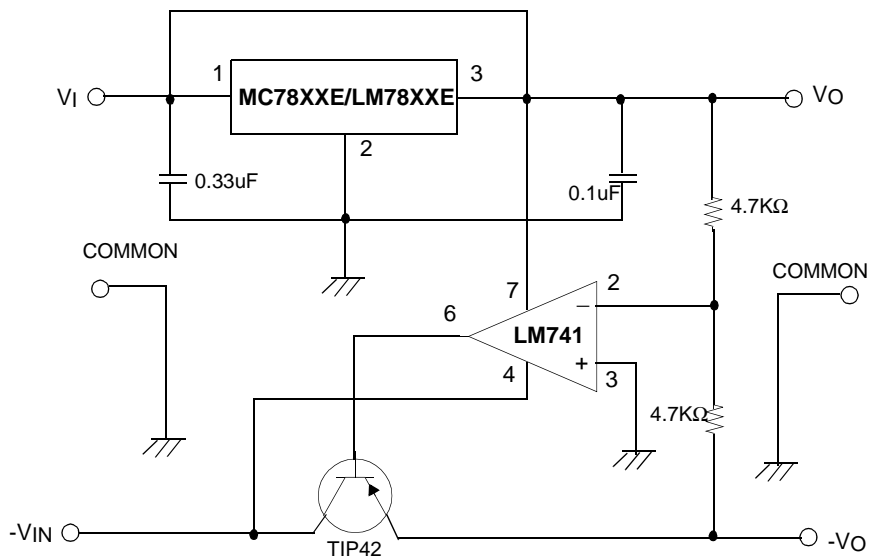 1
MC78XXE/LM78XXE
3
VI
VO
2
0.33uF
0.1uF
4.7KΩ
COMMON
COMMON
7
2
6
−
LM741
+
4
3
4.7KΩ
-VIN
TIP42
-VO